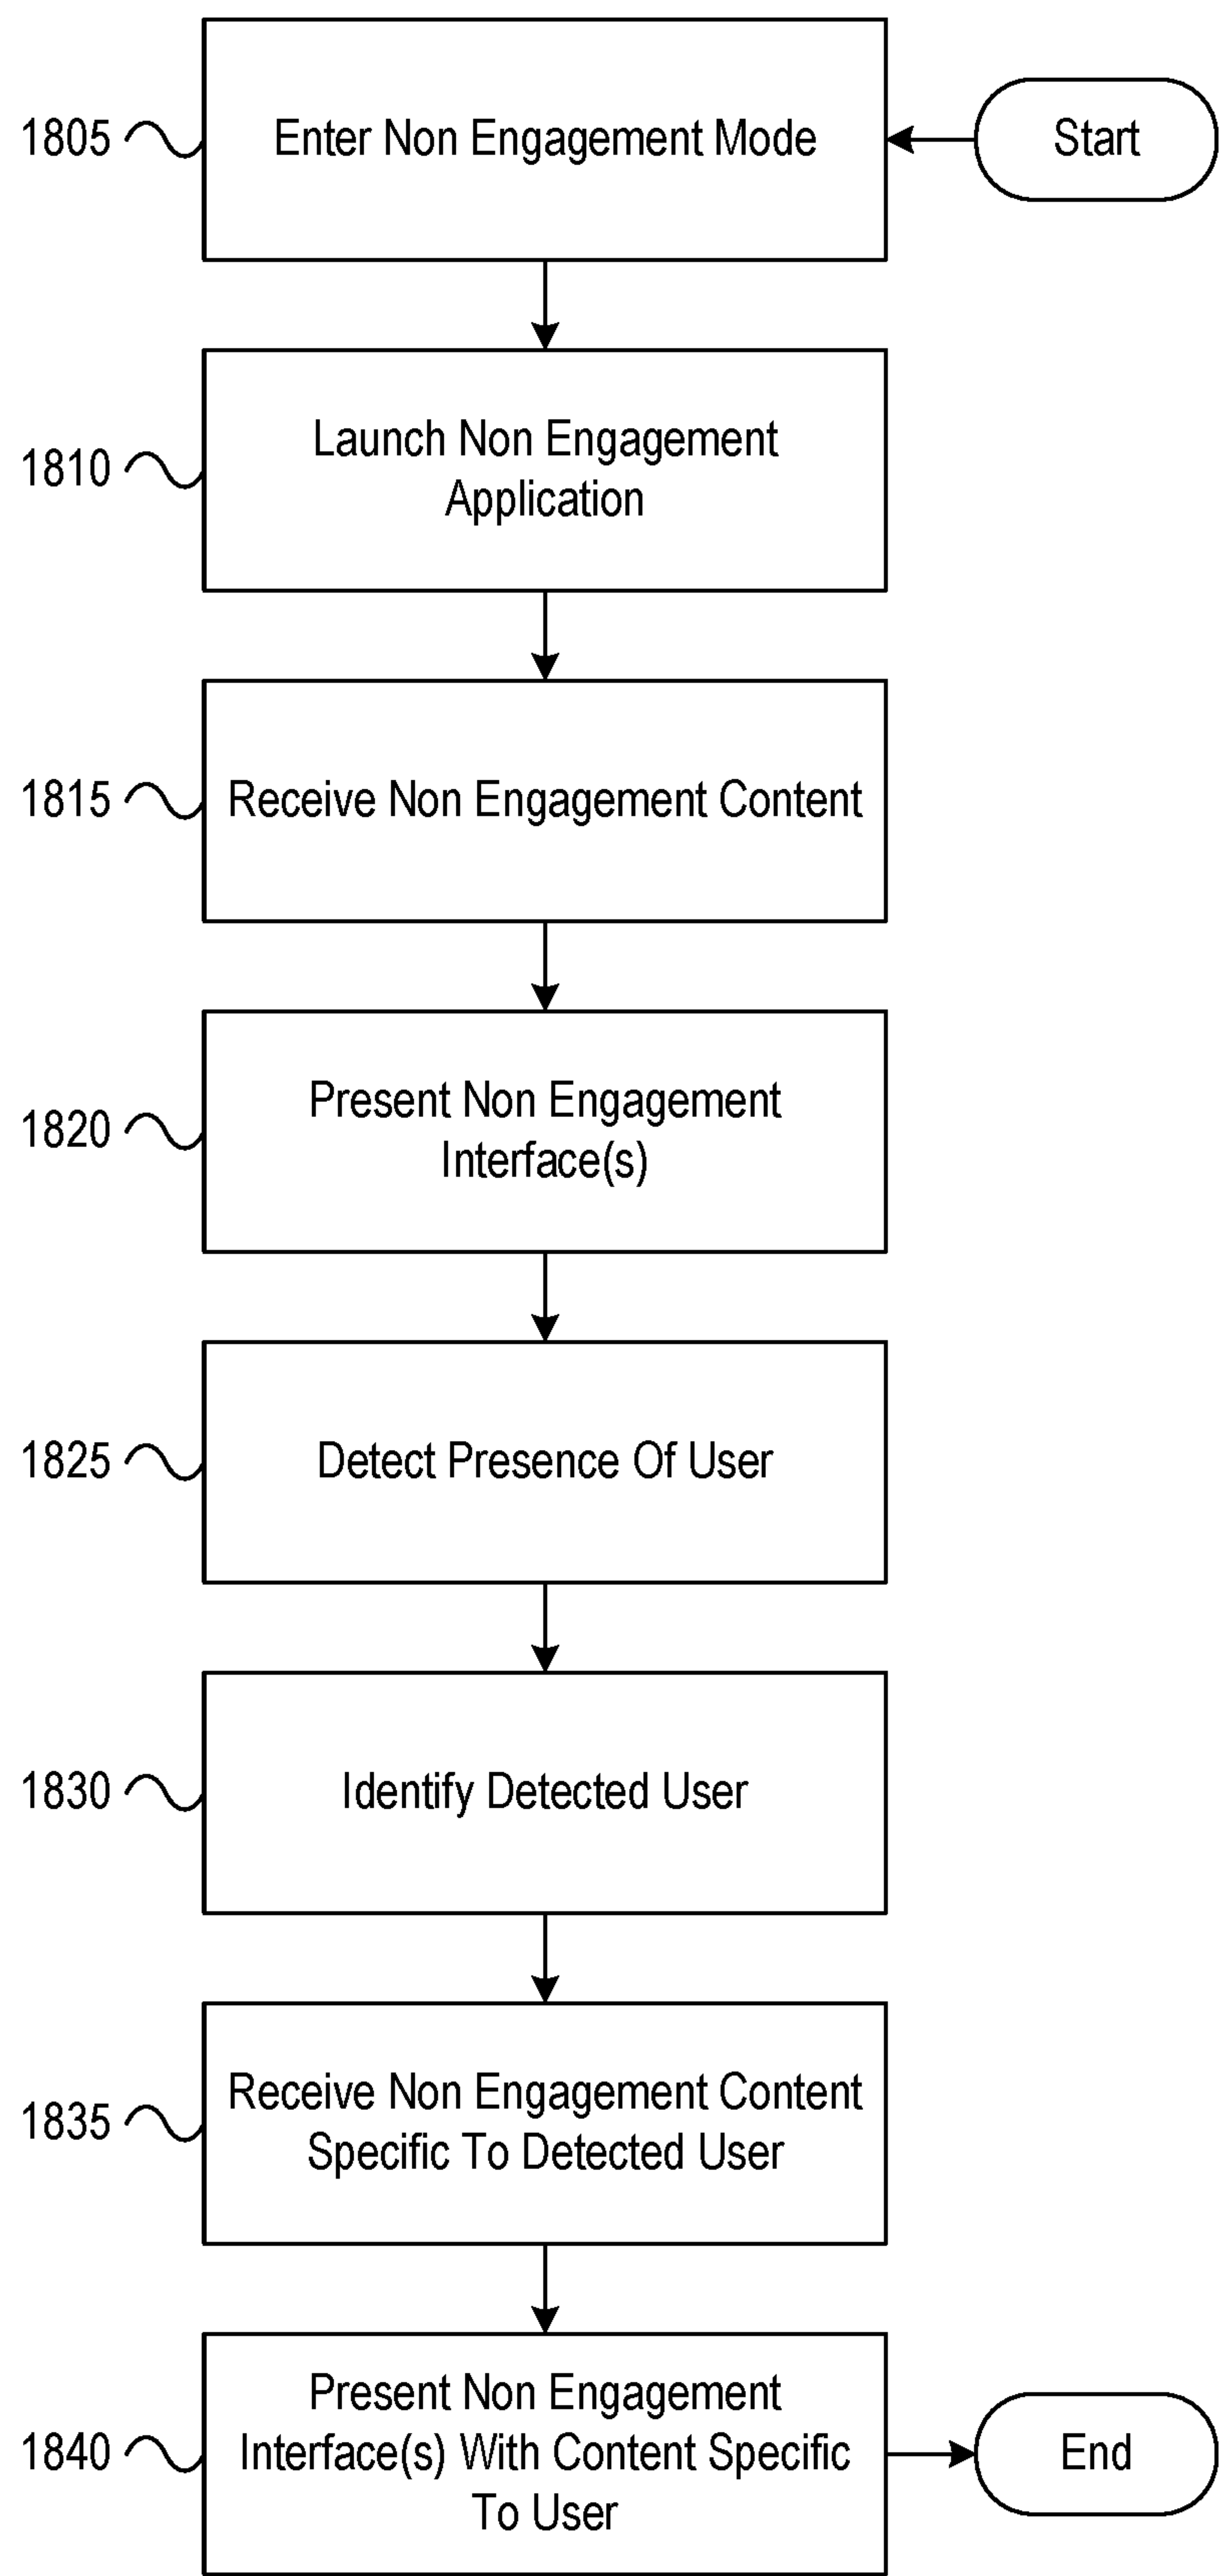 1805
Enter Non Engagement Mode
Start
1810
Launch Non Engagement
Application
1815
Receive Non Engagement Content
1820
Present Non Engagement
Interface(s)
1825
Detect Presence Of User
1830
Identify Detected User
1835
Receive Non Engagement Content
Specific To Detected User
1840
Present Non Engagement
Interface(s) With Content Specific
To User
End